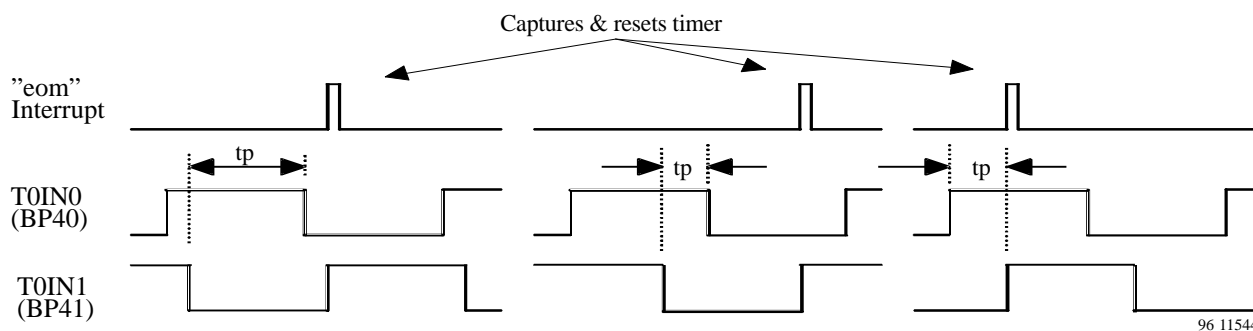 Captures & resets timer
”eom”
Interrupt
tp
tp
tp
T0IN0
(BP40)
T0IN1
(BP41)
96 11544